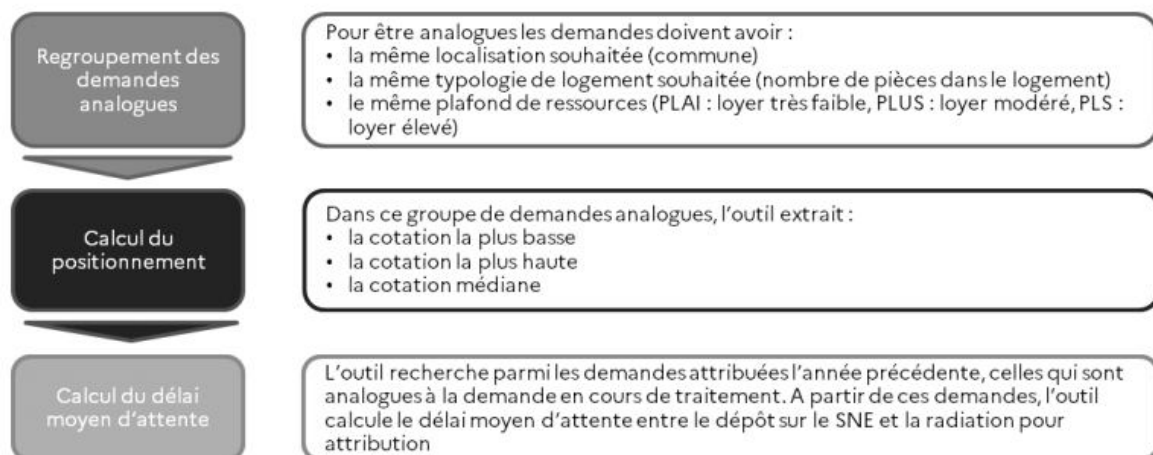 Regroupement des
demandes
analogues
Pour être analogues les demandes doivent avoir :
• la même localisation souhaitée (commune)
• la même typologie de logement souhaitée (nombre de pièces dans le logement)
• le même plafond de ressources (PLAI : loyer très faible, PLUS : loyer modéré, PLS :
loyer élevé)
Calcul du
positionnement
Dans ce groupe de demandes analogues, l'outil extrait :
• la cotation la plus basse
• la cotation la plus haute
• la cotation médiane
Calcul du délai
moyen d'attente
L'outil recherche parmi les demandes attribuées l'année précédente, celles qui sont
analogues à la demande en cours de traitement. A partir de ces demandes, l'outil
calcule le délai moyen d'attente entre le dépôt sur le SNE et la radiation pour
attribution